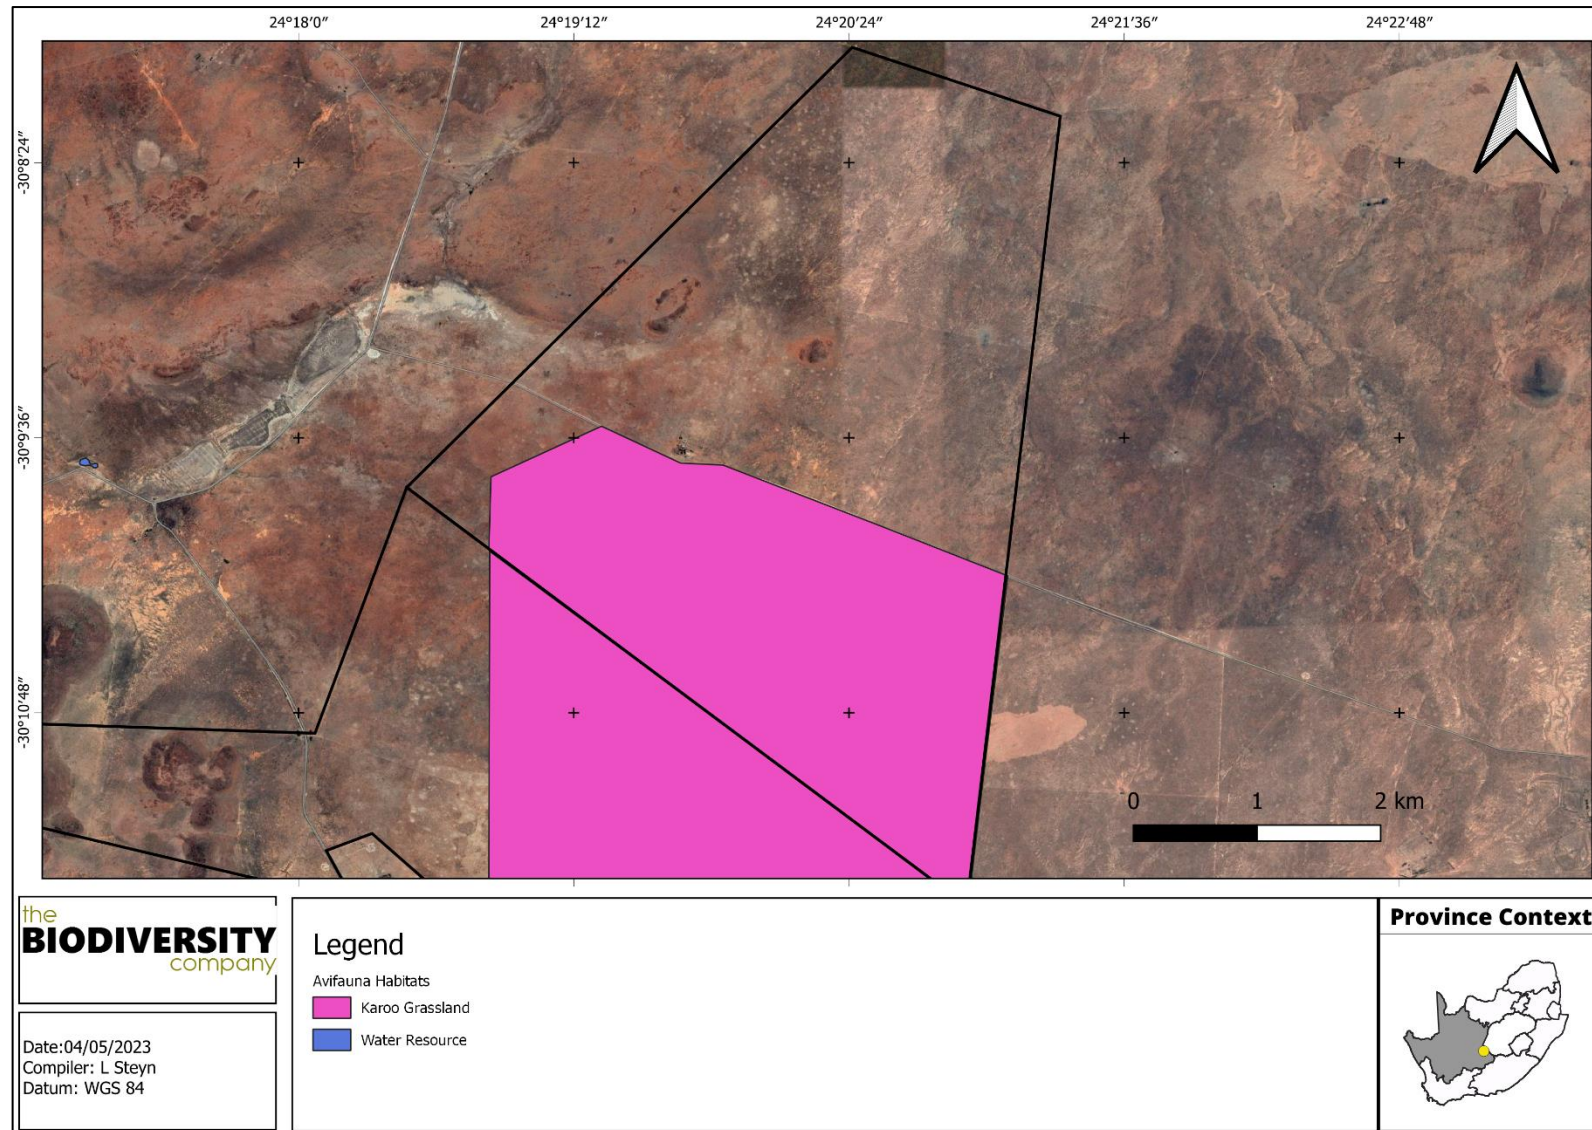 24°18′0″ 24°19′12″ 24°20′24″ 24°21′36″ 24°22′48″
-30°8′24″
-30°9′36″
-30°10′48″
0 1 2 km
the
BIODIVERSITY
company
Date:04/05/2023
Compiler: L Steyn
Datum: WGS 84
Legend
Avifauna Habitats
Karoo Grassland
Water Resource
Province Context